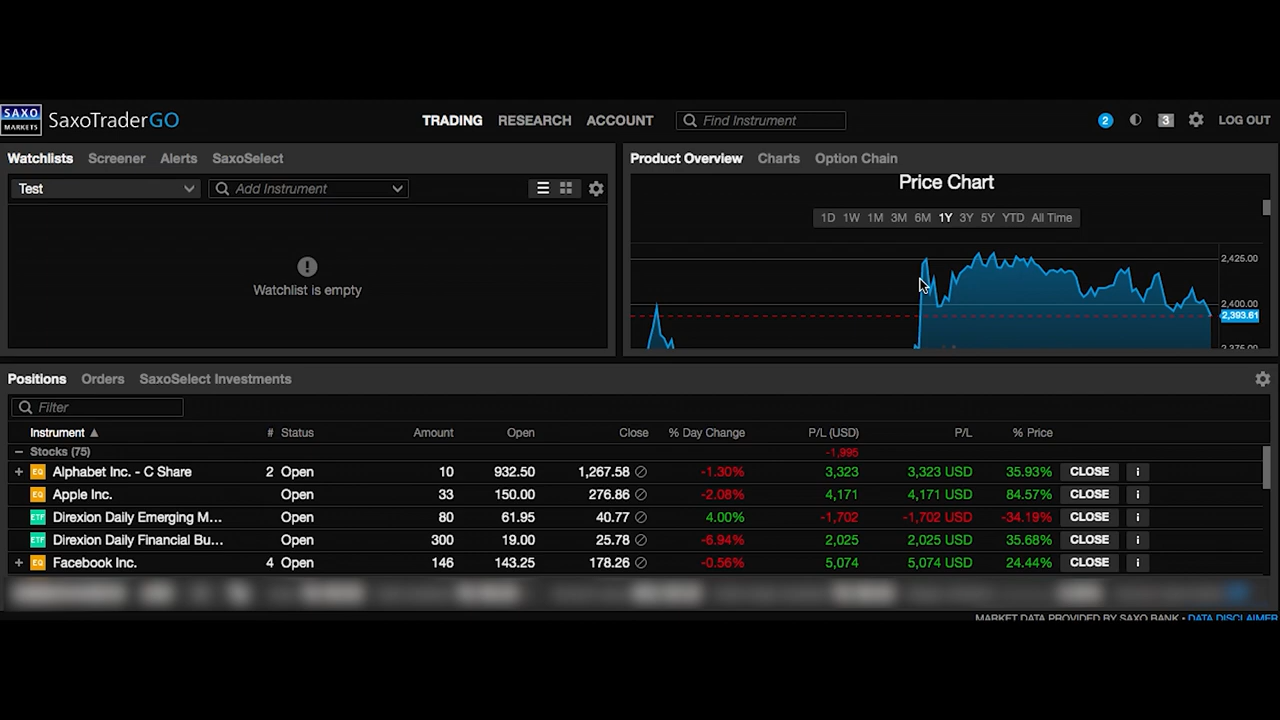 SAXO MARKETS SaxoTraderGO TRADING RESEARCH ACCOUNT Find Instrument 2 3 LOG OUT
Watchlists Screener Alerts SaxoSelect
Test Add Instrument
! Watchlist is empty
Product Overview Charts Option Chain
Price Chart
1D 1W 1M 3M 6M 1Y 3Y 5Y YTD All Time
2,425.00
2,400.00
2,393.61
2,375.00
Positions Orders SaxoSelect Investments
Filter
Instrument # Status Amount Open Close % Day Change P/L (USD) P/L % Price
Stocks (75) -1,995
+ EQ Alphabet Inc. - C Share 2 Open 10 932.50 1,267.58 -1.30% 3,323 3,323 USD 35.93% CLOSE i
EQ Apple Inc. Open 33 150.00 276.86 -2.08% 4,171 4,171 USD 84.57% CLOSE i
ETF Direxion Daily Emerging M... Open 80 61.95 40.77 4.00% -1,702 -1,702 USD -34.19% CLOSE i
ETF Direxion Daily Financial Bu... Open 300 19.00 25.78 -6.94% 2,025 2,025 USD 35.68% CLOSE i
+ EQ Facebook Inc. 4 Open 146 143.25 178.26 -0.56% 5,074 5,074 USD 24.44% CLOSE i
MARKET DATA PROVIDED BY SAXO BANK • DATA DISCLAIMER